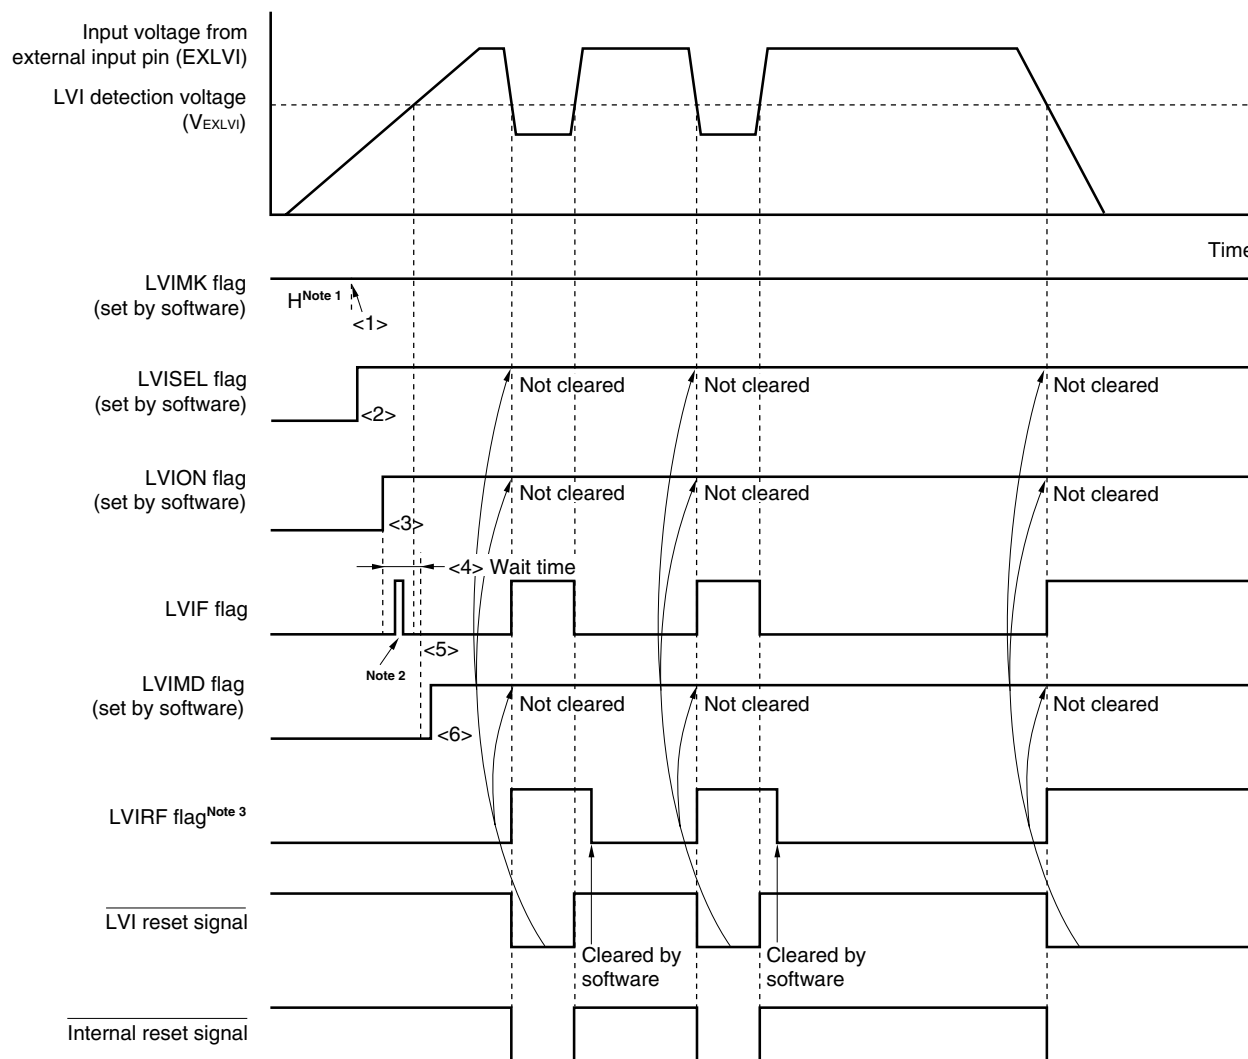 Input voltage from
external input pin (EXLVI)
LVI detection voltage
(VEXLVI)
Time
LVIMK flag
(set by software)
H Note 1
<1>
LVISEL flag
(set by software)
<2>
Not cleared
Not cleared
Not cleared
LVION flag
(set by software)
<3>
Not cleared
Not cleared
Not cleared
<4> Wait time
LVIF flag
Note 2
<5>
LVIMD flag
(set by software)
<6>
Not cleared
Not cleared
Not cleared
LVIRF flag Note 3
LVI reset signal
Cleared by
software
Cleared by
software
Internal reset signal